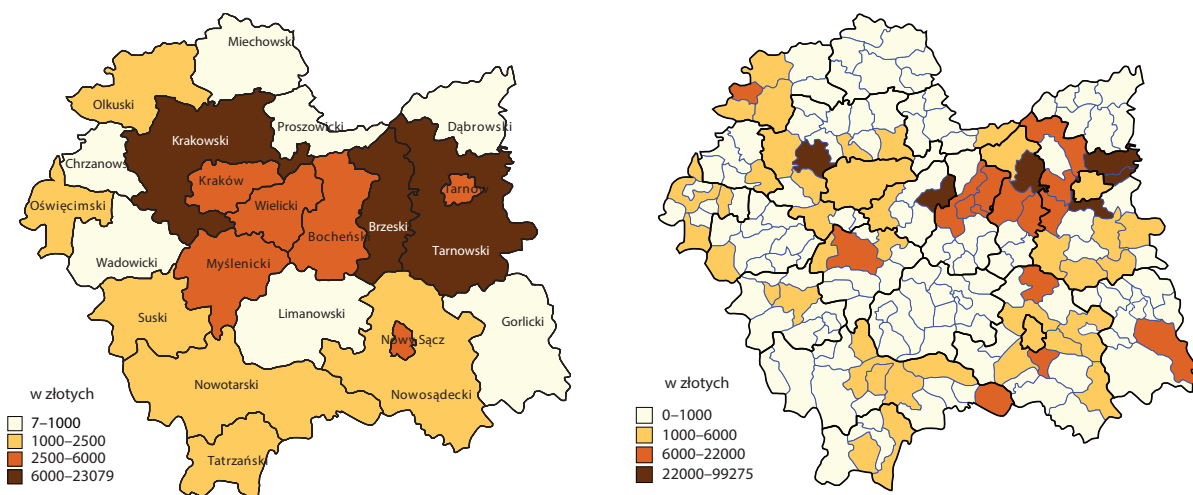 Miechowski
Olkuski
Proszowicki
Dąbrowski
Krakowski
Chrzanows
Kraków
Tarnów
Oświęcimski
Wielicki
Bocheńsk
Brzeski
Tarnowski
Wadowicki
Myślenicki
Suski
Limanowski
Gorlicki
Nowy Sącz
Nowotarski
Nowosądecki
Tatrzański
w złotych
7–1000
1000–2500
2500–6000
6000–23079
w złotych
0–1000
1000–6000
6000–22000
22000–99275